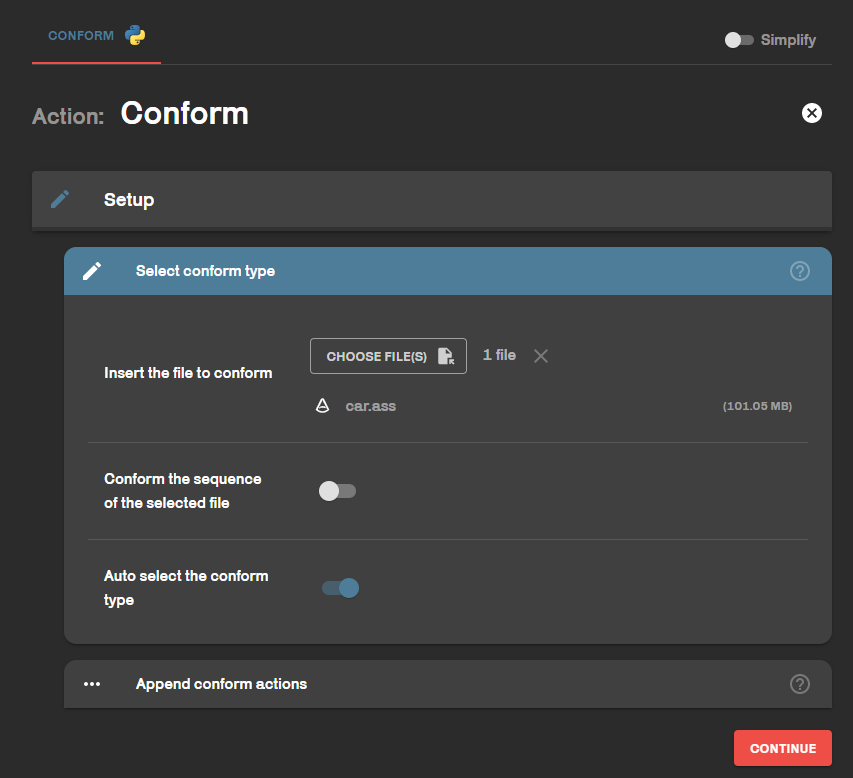 CONFORM
Simplify
Action: Conform
Setup
Select conform type
Insert the file to conform
CHOOSE FILE(S)
1 file
car.ass
(101.05 MB)
Conform the sequence
of the selected file
Auto select the conform
type
Append conform actions
CONTINUE